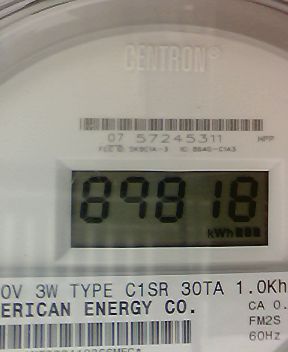 CENTRON®
07 57245311 HPP
89818
kWh
0V 3W TYPE C1SR 30TA 1.0Kh
ERICAN ENERGY CO. CA 0.
FM2S
60Hz